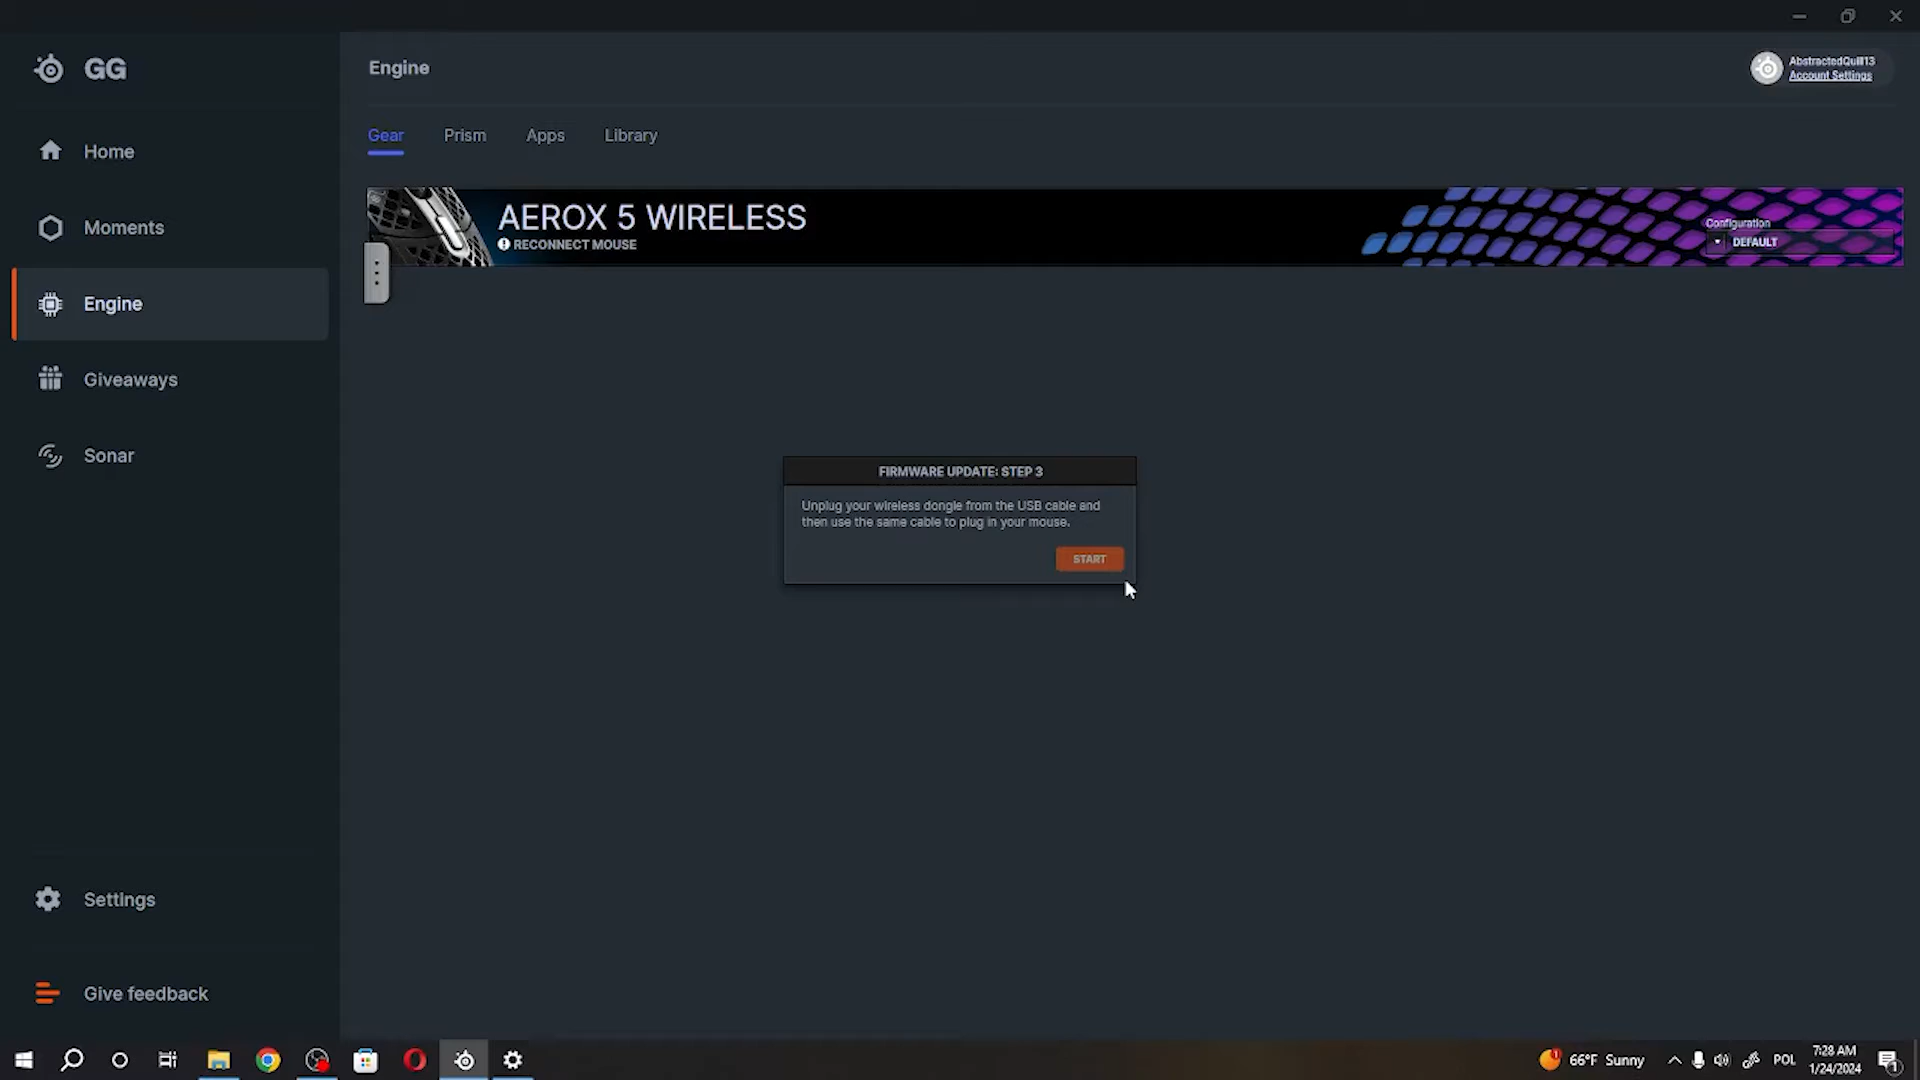 GG
Engine
AbstractedQuill13
Account Settings
Home
Moments
Engine
Giveaways
Sonar
Settings
Give feedback
Gear
Prism
Apps
Library
AEROX 5 WIRELESS
RECONNECT MOUSE
Configuration
DEFAULT
FIRMWARE UPDATE: STEP 3
Unplug your wireless dongle from the USB cable and
then use the same cable to plug in your mouse.
START
66°F Sunny
POL
7:28 AM
1/24/2024
1